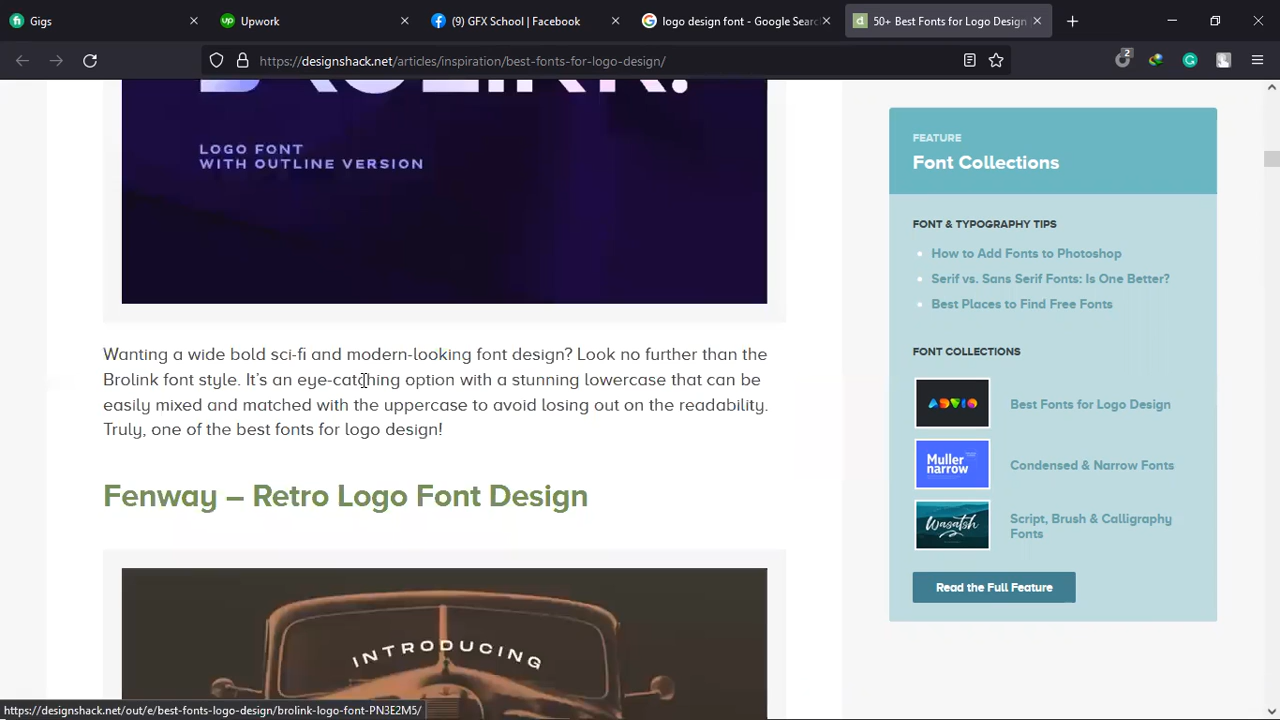 Gigs
Upwork
(9) GFX School | Facebook
logo design font - Google Searc
50+ Best Fonts for Logo Design
https://designshack.net/articles/inspiration/best-fonts-for-logo-design/
2
BROLINK.
LOGO FONT
WITH OUTLINE VERSION
Wanting a wide bold sci-fi and modern-looking font design? Look no further than the
Brolink font style. It's an eye-catching option with a stunning lowercase that can be
easily mixed and matched with the uppercase to avoid losing out on the readability.
Truly, one of the best fonts for logo design!
Fenway – Retro Logo Font Design
INTRODUCING
FEATURE
Font Collections
FONT & TYPOGRAPHY TIPS
How to Add Fonts to Photoshop
Serif vs. Sans Serif Fonts: Is One Better?
Best Places to Find Free Fonts
FONT COLLECTIONS
ADVIO
Best Fonts for Logo Design
Muller
narrow
Condensed & Narrow Fonts
Wasatch
Script, Brush & Calligraphy
Fonts
Read the Full Feature
https://designshack.net/out/e/best-fonts-logo-design/brolink-logo-font-PN3E2M5/